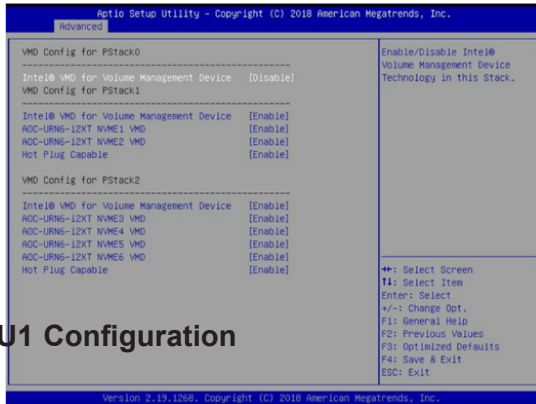 Aptio Setup Utility - Copyright (C) 2018 American Megatrends, Inc.
Advanced
VMD Config for PStack0
Intel® VMD for Volume Management Device [Disable]
VMD Config for PStack1
Intel® VMD for Volume Management Device [Enable]
AOC-URN6-i2XT NVME1 VMD [Enable]
AOC-URN6-i2XT NVME2 VMD [Enable]
Hot Plug Capable [Enable]
VMD Config for PStack2
Intel® VMD for Volume Management Device [Enable]
AOC-URN6-i2XT NVME3 VMD [Enable]
AOC-URN6-i2XT NVME4 VMD [Enable]
AOC-URN6-i2XT NVME5 VMD [Enable]
AOC-URN6-i2XT NVME6 VMD [Enable]
Hot Plug Capable [Enable]
Enable/Disable Intel®
Volume Management Device
Technology in this Stack.
→←: Select Screen
↑↓: Select Item
Enter: Select
+/-: Change Opt.
F1: General Help
F2: Previous Values
F3: Optimized Defaults
F4: Save & Exit
ESC: Exit
U1 Configuration
Version 2.19.1268. Copyright (C) 2018 American Megatrends, Inc.